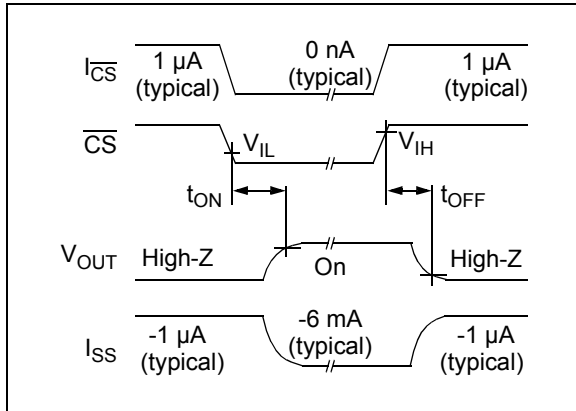 I_CS̅ 1 µA (typical) 0 nA (typical) 1 µA (typical)
C̅S̅ V_IL V_IH
t_ON t_OFF
V_OUT High-Z On High-Z
I_SS -1 µA (typical) -6 mA (typical) -1 µA (typical)